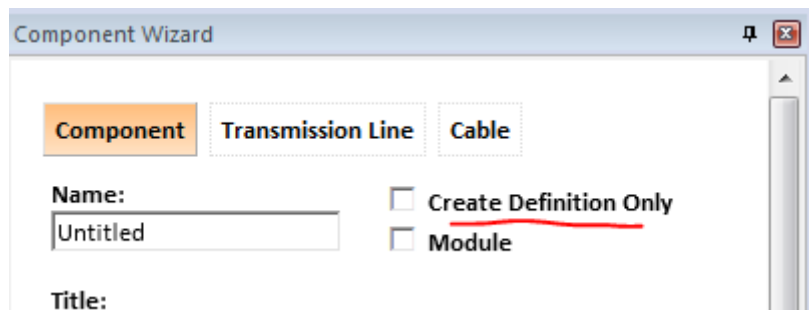 Component Wizard
Component Transmission Line Cable
Name:
Create Definition Only
Untitled
Module
Title: